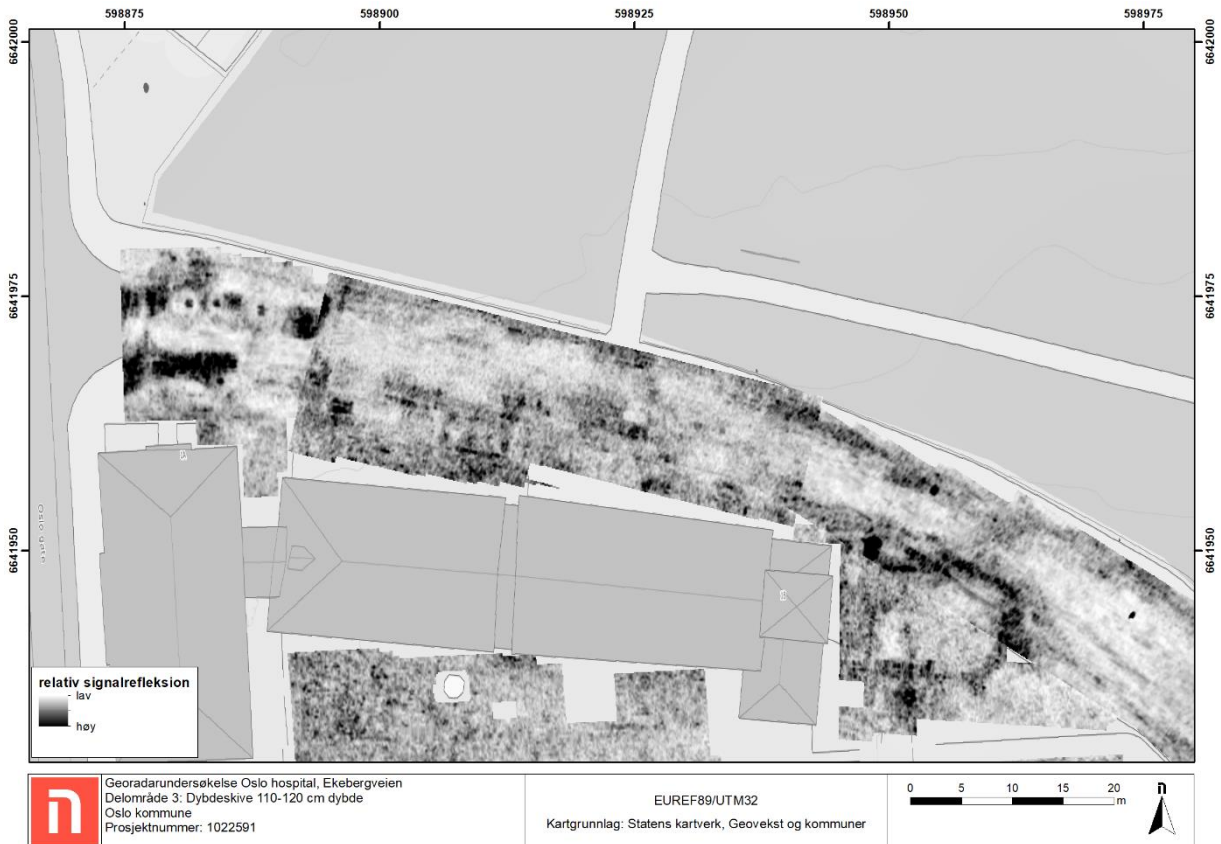 598875
598900
598925
598950
598975
6642000
6642000
6641975
6641975
6641950
6641950
Oslo gate
relativ signalrefleksion
lav
høy
Georadarundersøkelse Oslo hospital, Ekebergveien
Delområde 3: Dybdeskive 110-120 cm dybde
Oslo kommune
Prosjektnummer: 1022591
EUREF89/UTM32
Kartgrunnlag: Statens kartverk, Geovekst og kommuner
0 5 10 15 20
m
n